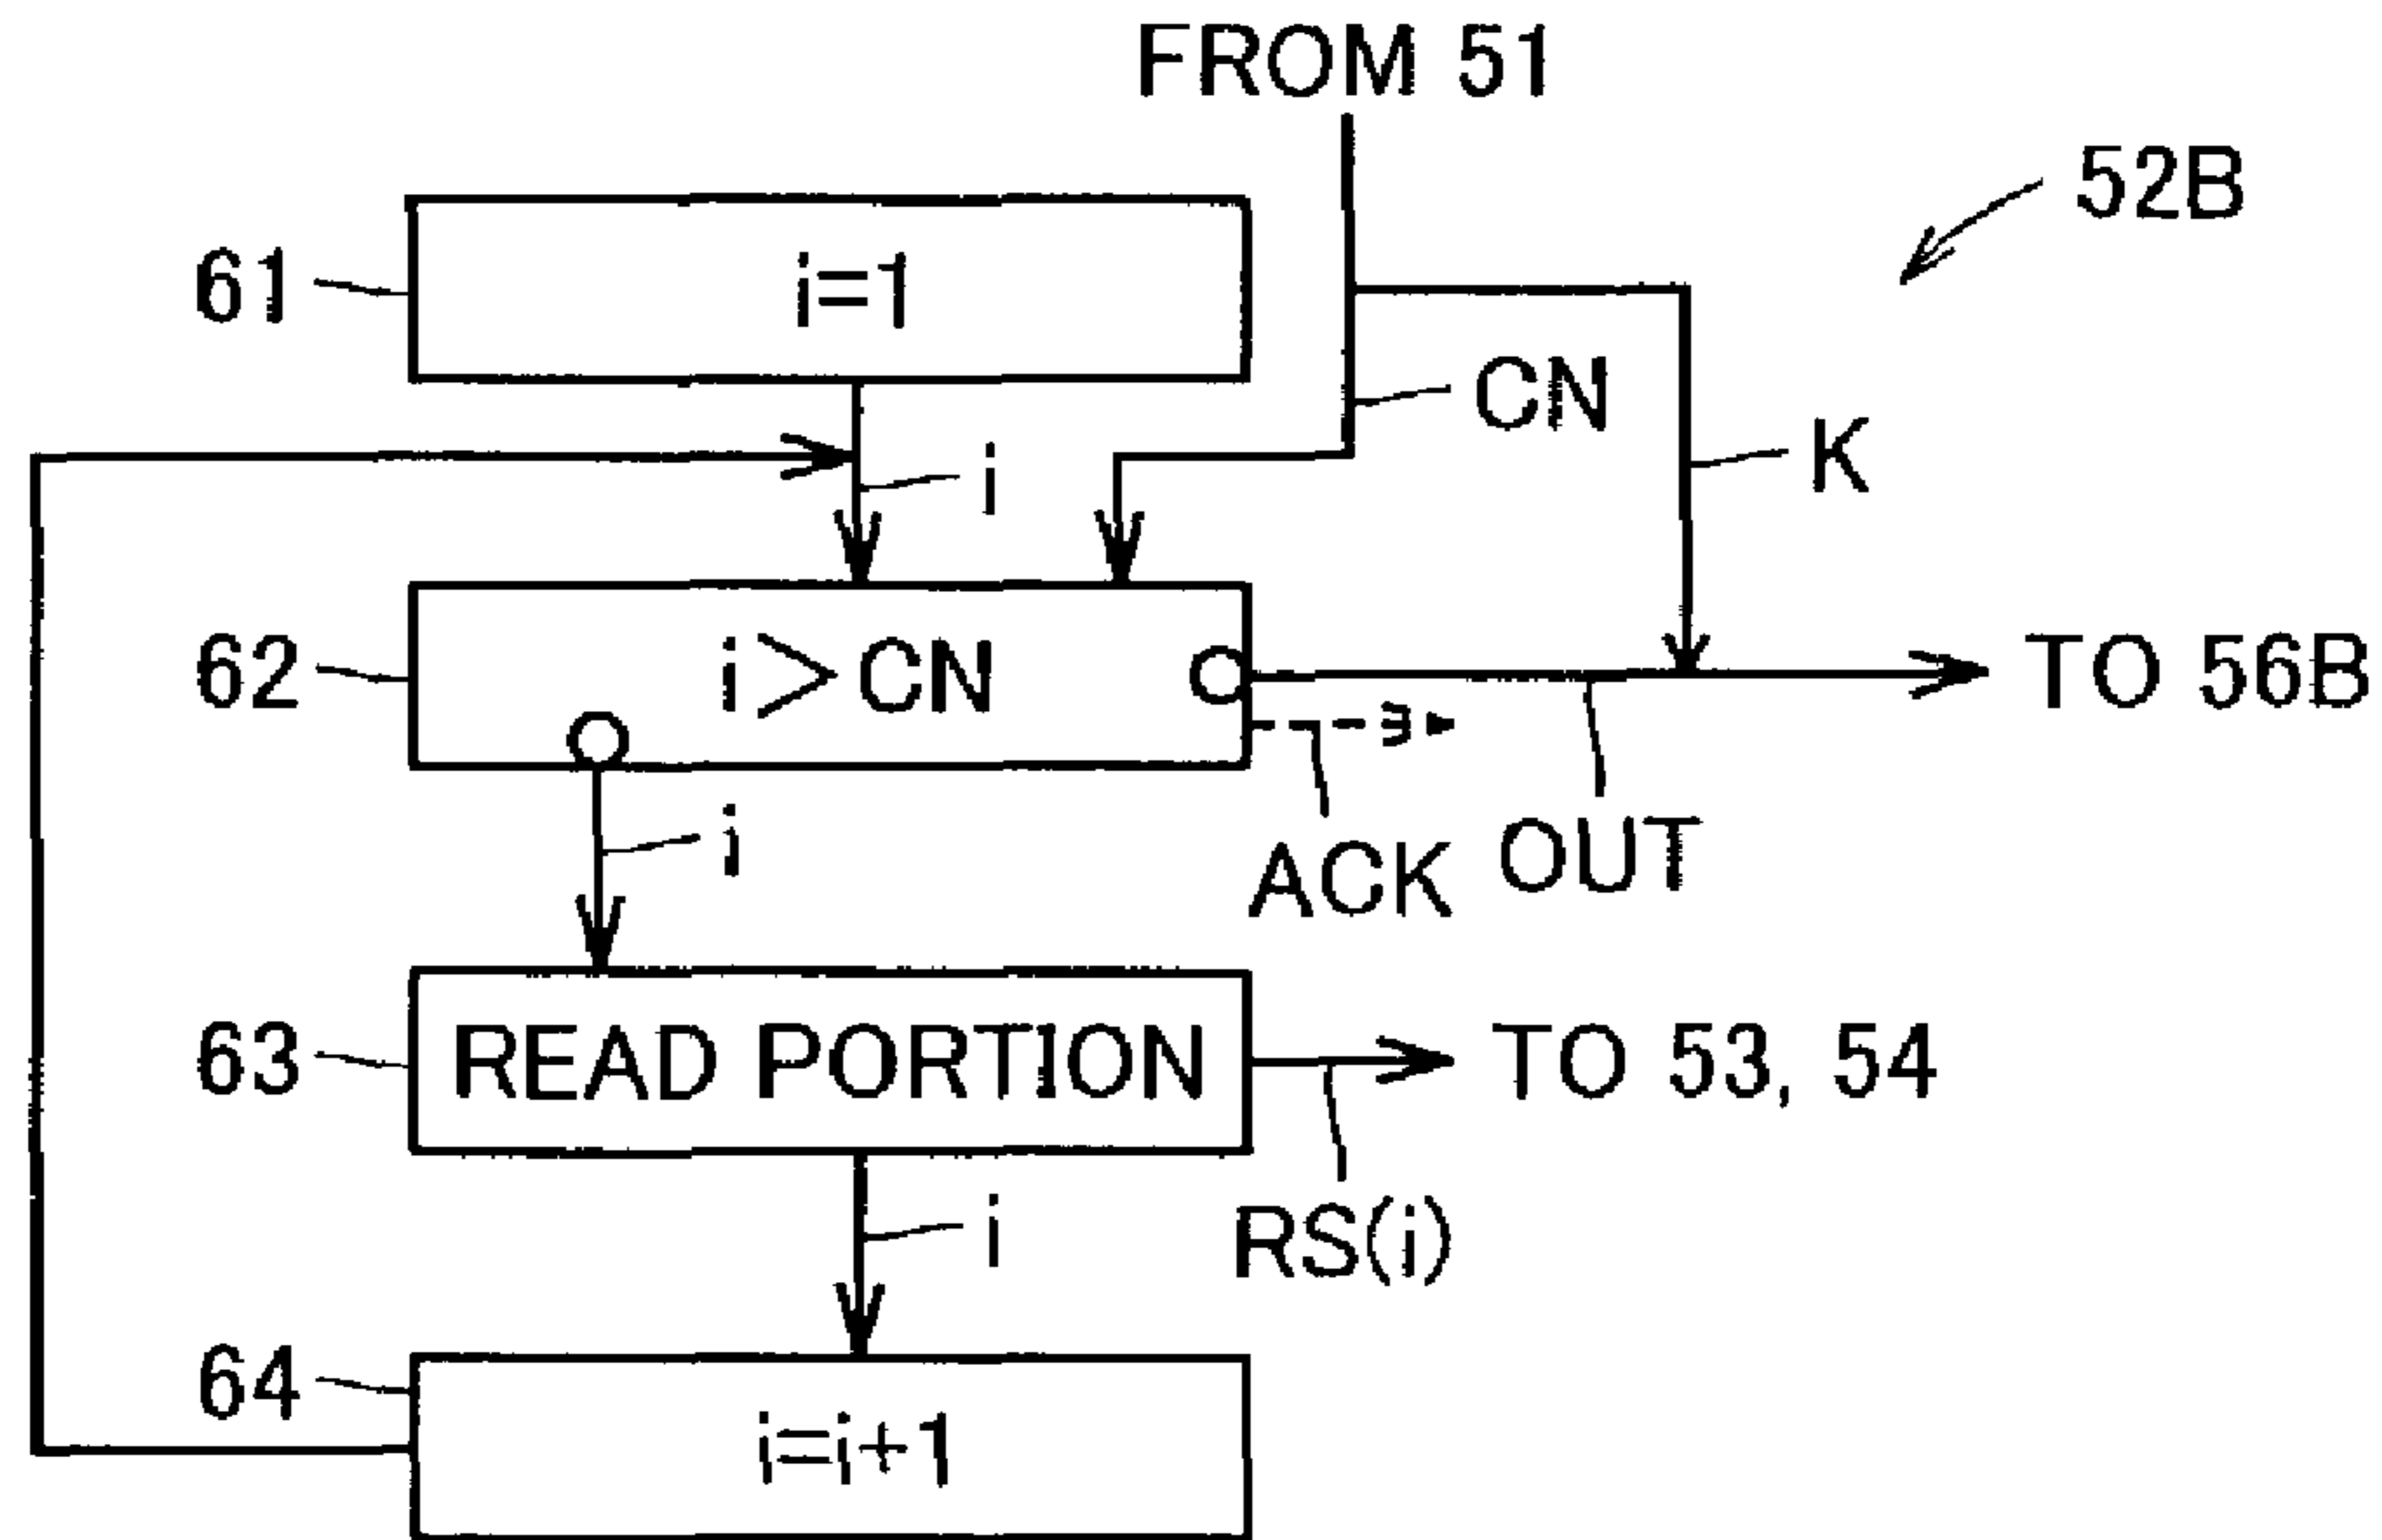 FROM 51
52B
61
i=1
CN
i
K
62
i>CN
TO 56B
i
ACK
OUT
63
READ PORTION
TO 53, 54
i
RS(i)
64
i=i+1